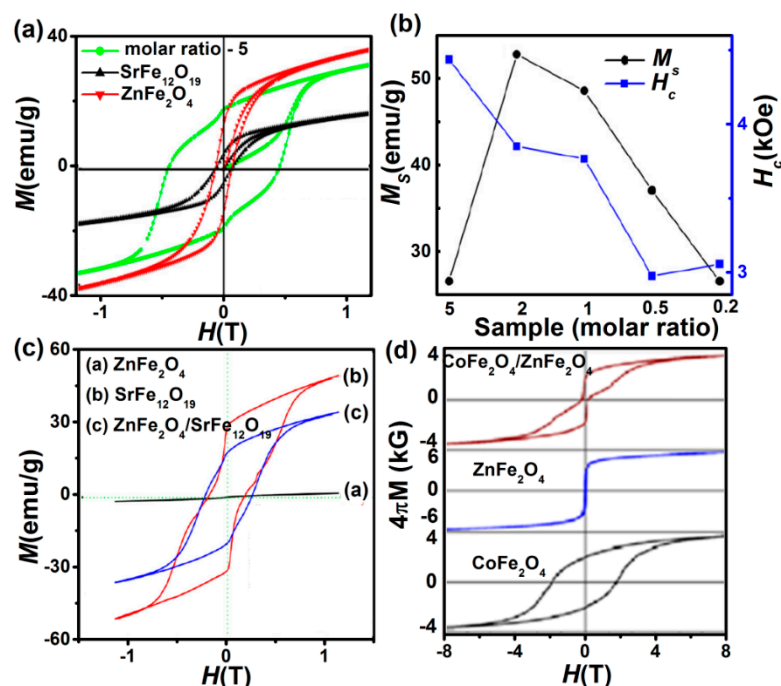 (a)
molar ratio - 5
SrFe12O19
ZnFe2O4
40
0
-40
M(emu/g)
-1 0 1
H(T)
(b)
Ms
Hc
50
40
30
Ms(emu/g)
4
3
Hc(kOe)
5 2 1 0.5 0.2
Sample (molar ratio)
(c)
(a) ZnFe2O4
(b) SrFe12O19
(c) ZnFe2O4/SrFe12O19
(b)
(c)
(a)
60
30
0
-30
-60
M(emu/g)
-1 0 1
H(T)
(d)
CoFe2O4/ZnFe2O4
ZnFe2O4
CoFe2O4
4
0
-4
6
0
-6
4
0
-4
4πM (kG)
-8 -4 0 4 8
H(T)